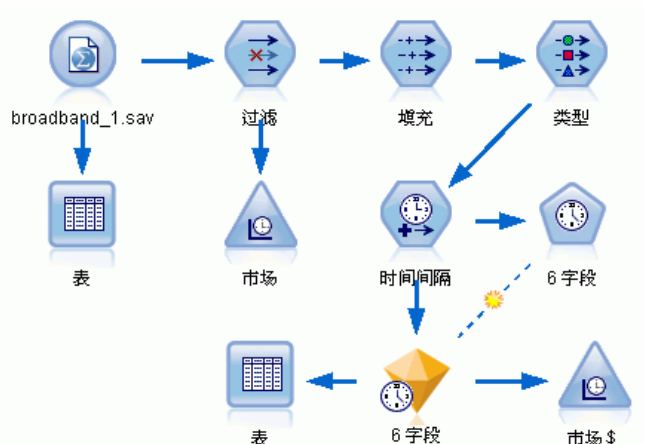 broadband_1.sav
过滤
填充
类型
表
市场
时间间隔
6 字段
表
6 字段
市场 $